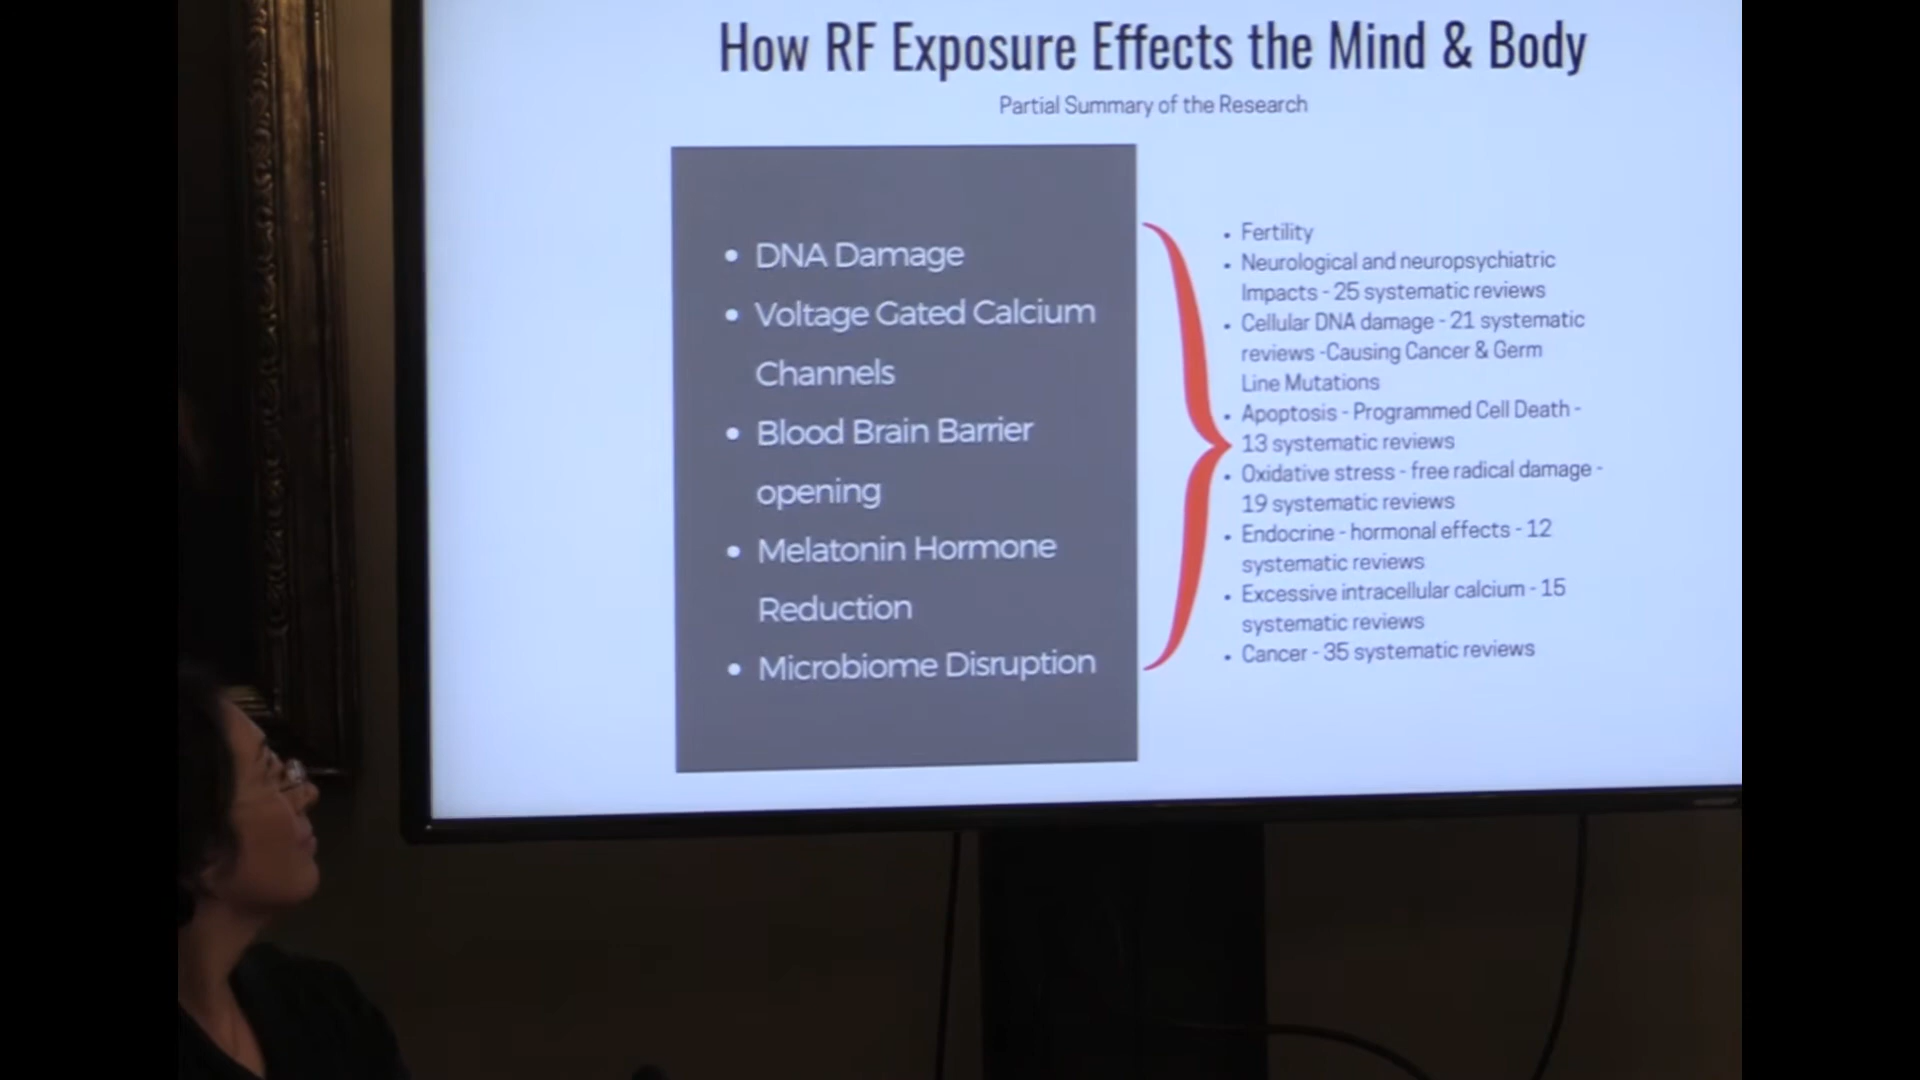 How RF Exposure Effects the Mind & Body
Partial Summary of the Research
• DNA Damage
• Voltage Gated Calcium
Channels
• Blood Brain Barrier
opening
• Melatonin Hormone
Reduction
• Microbiome Disruption
• Fertility
• Neurological and neuropsychiatric
Impacts - 25 systematic reviews
• Cellular DNA damage - 21 systematic
reviews -Causing Cancer & Germ
Line Mutations
• Apoptosis - Programmed Cell Death -
13 systematic reviews
• Oxidative stress - free radical damage -
19 systematic reviews
• Endocrine - hormonal effects - 12
systematic reviews
• Excessive intracellular calcium - 15
systematic reviews
• Cancer - 35 systematic reviews